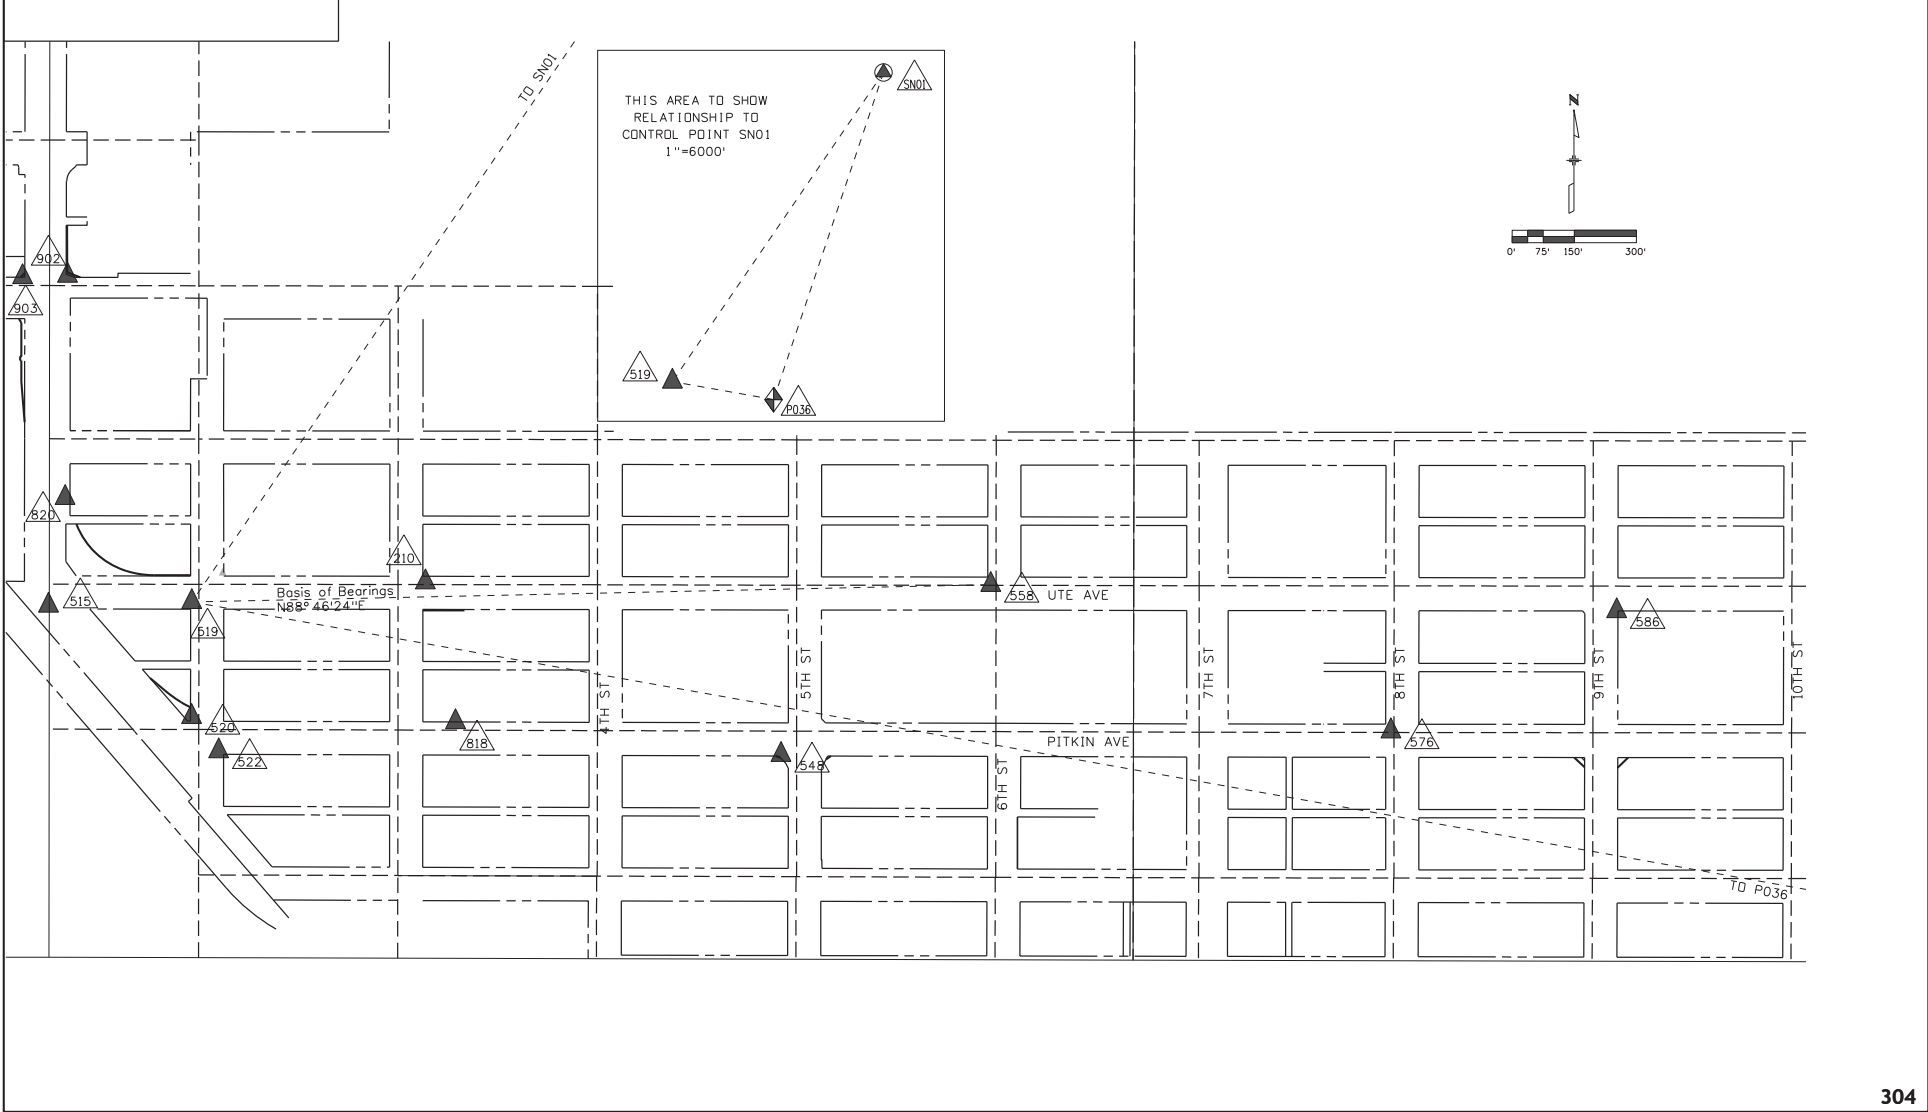 TO SN01
THIS AREA TO SHOW
RELATIONSHIP TO
CONTROL POINT SN01
1"=6000'
SN01
519
P036
N
0' 75' 150' 300'
902
903
820
210
515
Basis of Bearings
N88°46'24"E
519
558
UTE AVE
586
4TH ST
5TH ST
6TH ST
7TH ST
8TH ST
9TH ST
10TH ST
520
522
818
548
PITKIN AVE
576
TO P036
304